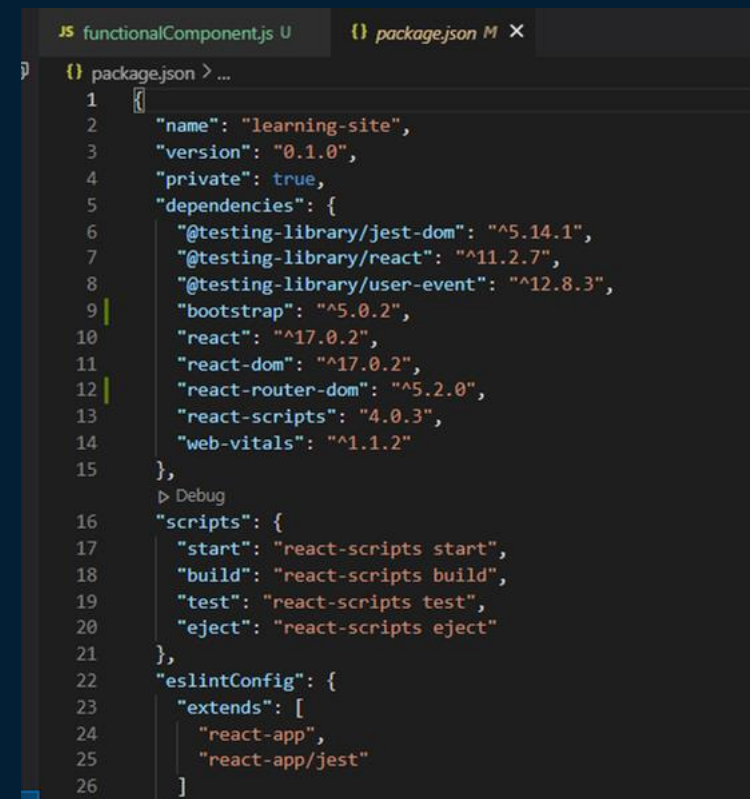 JS functionalComponent.js U {} package.json M ×
{} package.json > ...
1 {
2 "name": "learning-site",
3 "version": "0.1.0",
4 "private": true,
5 "dependencies": {
6 "@testing-library/jest-dom": "^5.14.1",
7 "@testing-library/react": "^11.2.7",
8 "@testing-library/user-event": "^12.8.3",
9 "bootstrap": "^5.0.2",
10 "react": "^17.0.2",
11 "react-dom": "^17.0.2",
12 "react-router-dom": "^5.2.0",
13 "react-scripts": "4.0.3",
14 "web-vitals": "^1.1.2"
15 },
▷ Debug
16 "scripts": {
17 "start": "react-scripts start",
18 "build": "react-scripts build",
19 "test": "react-scripts test",
20 "eject": "react-scripts eject"
21 },
22 "eslintConfig": {
23 "extends": [
24 "react-app",
25 "react-app/jest"
26 ]